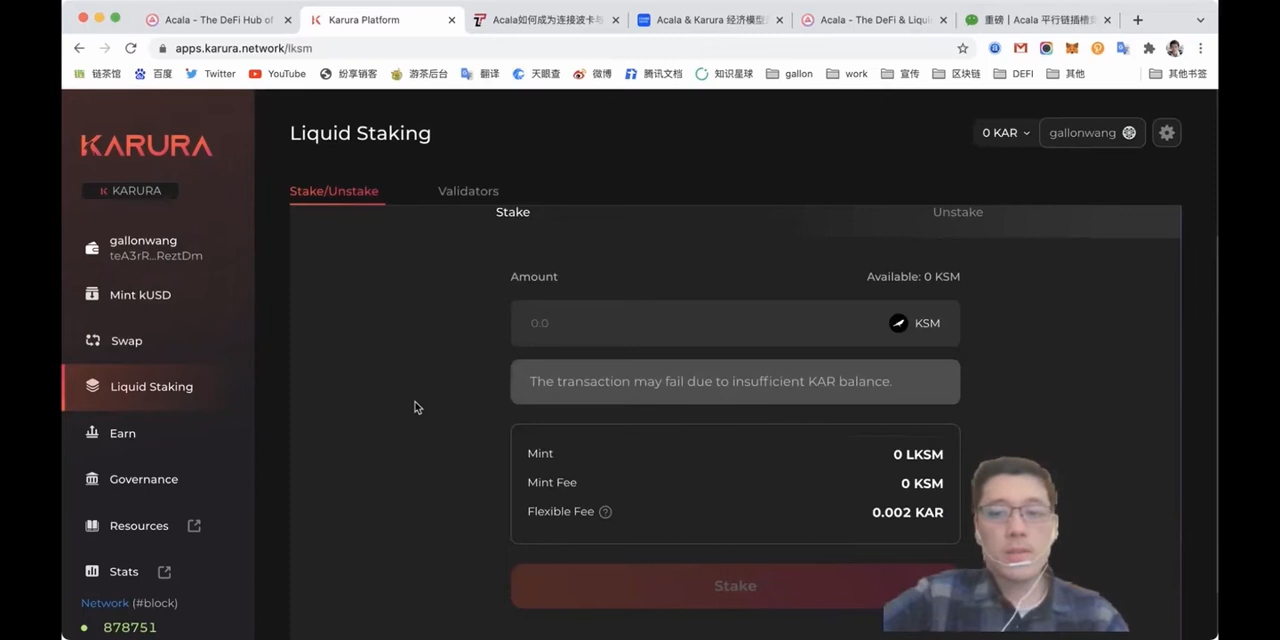 Acala - The DeFi Hub of
Karura Platform
Acala如何成为连接波卡与
Acala & Karura 经济模型
Acala - The DeFi & Liquid
重磅 | Acala 平行链插槽
apps.karura.network/lksm
链茶馆
百度
Twitter
YouTube
纷享销客
游茶后台
翻译
天眼查
微博
腾讯文档
知识星球
gallon
work
宣传
区块链
DEFI
其他
其他书签
KARURA
KARURA
gallonwang
teA3rR...ReztDm
Mint kUSD
Swap
Liquid Staking
Earn
Governance
Resources
Stats
Network (#block)
878751
Liquid Staking
0 KAR
gallonwang
Stake/Unstake
Validators
Stake
Unstake
Amount
Available: 0 KSM
0.0
KSM
The transaction may fail due to insufficient KAR balance.
Mint
0 LKSM
Mint Fee
0 KSM
Flexible Fee
0.002 KAR
Stake